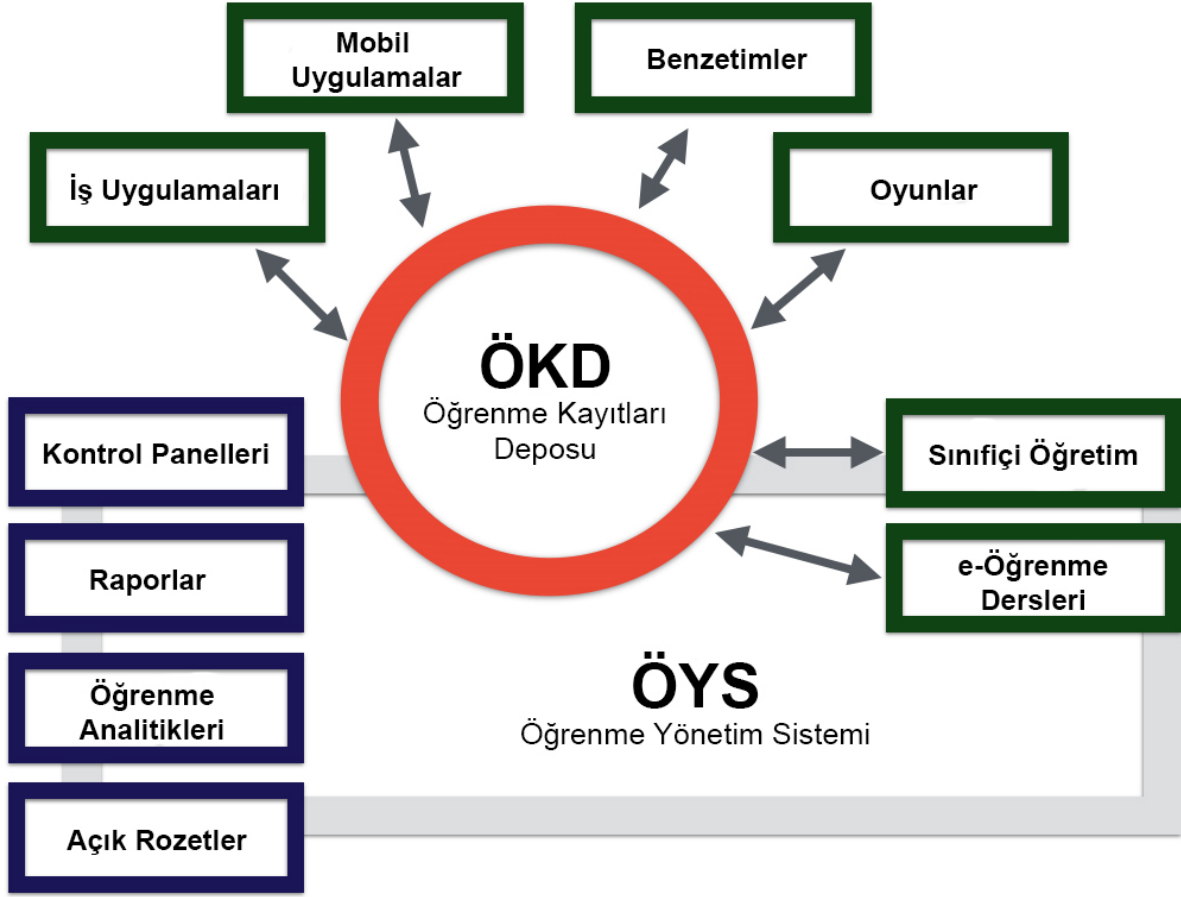 Mobil
Uygulamalar
Benzetimler
İş Uygulamaları
Oyunlar
ÖKD
Öğrenme Kayıtları
Deposu
Kontrol Panelleri
Sınıfiçi Öğretim
Raporlar
e-Öğrenme
Dersleri
Öğrenme
Analitikleri
ÖYS
Öğrenme Yönetim Sistemi
Açık Rozetler